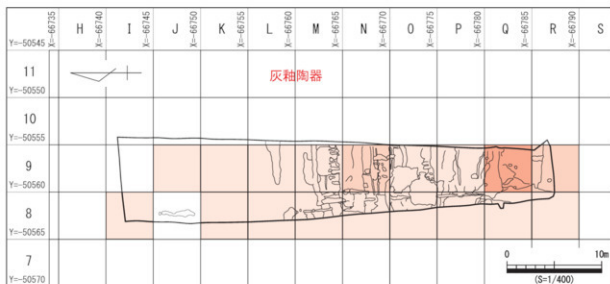 X=-66735
X=-66740
X=-66745
X=-66750
X=-66755
X=-66760
X=-66765
X=-66770
X=-66775
X=-66780
X=-66785
X=-66790
H I J K L M N O P Q R S
Y=-50545
11 灰釉陶器
Y=-50550
10
Y=-50555
9
Y=-50560
8
Y=-50565
7
Y=-50570
0 10m
(S=1/400)